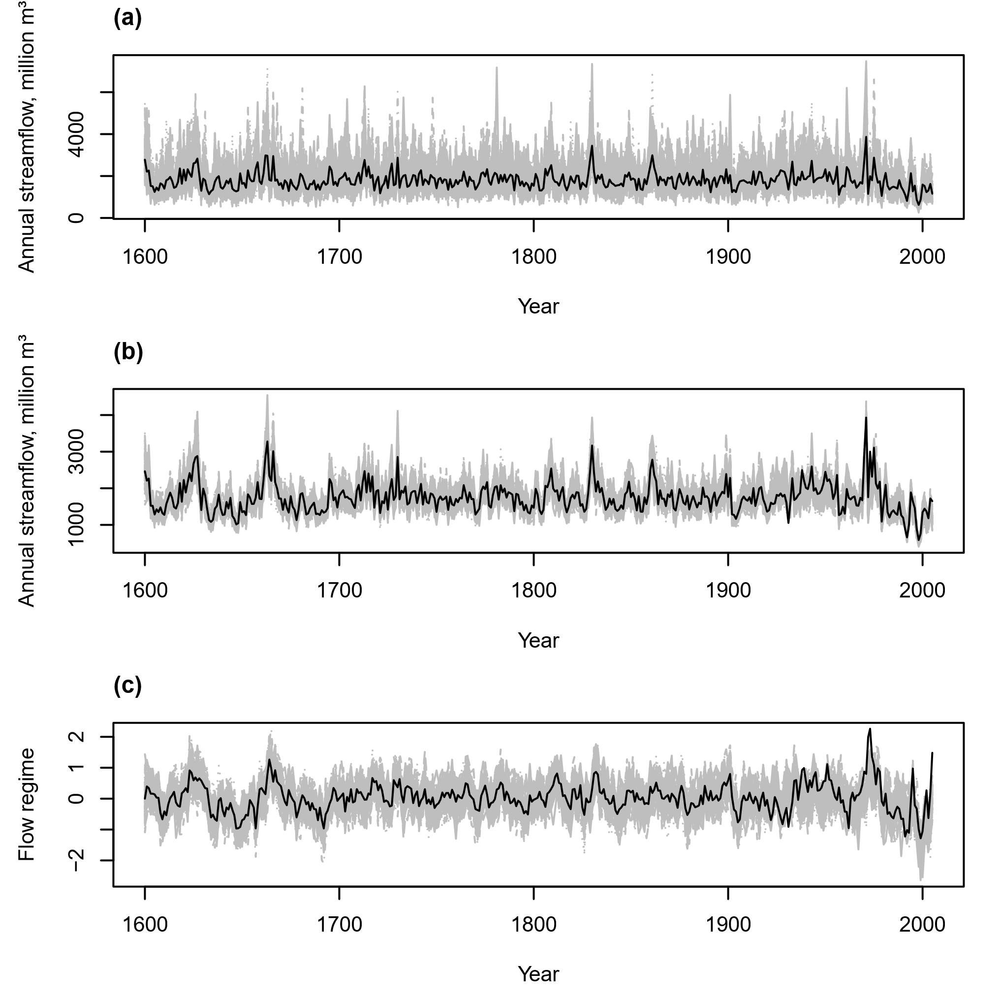 (a)
Annual streamflow, million m³
0 4000
1600 1700 1800 1900 2000
Year
(b)
Annual streamflow, million m³
1000 3000
1600 1700 1800 1900 2000
Year
(c)
Flow regime
−2 0 1 2
1600 1700 1800 1900 2000
Year